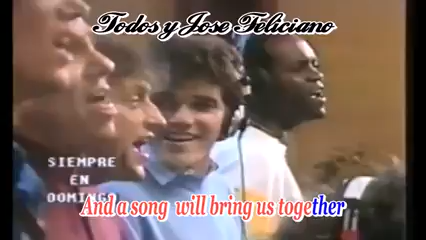 Todos y Jose Feliciano
SIEMPRE
EN
DOMINGO
And a song will bring us together